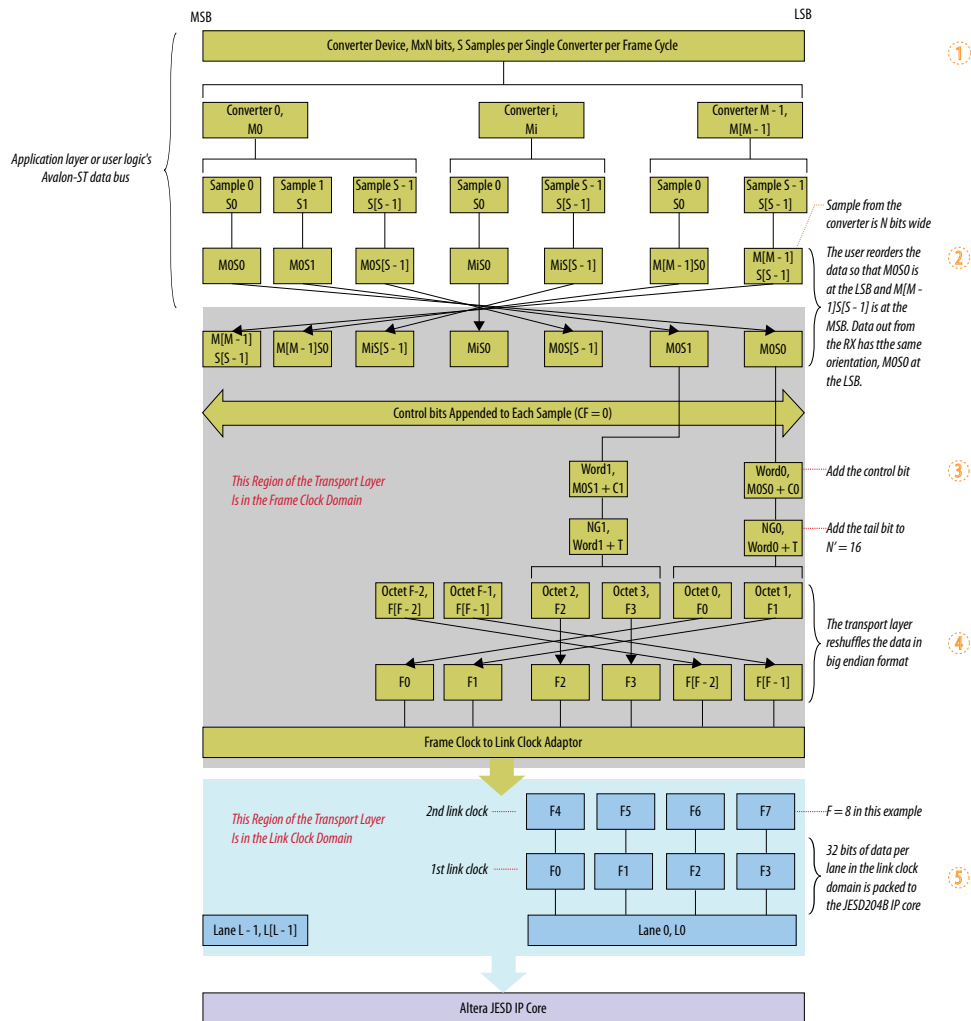 MSB
LSB
Converter Device, MxN bits, S Samples per Single Converter per Frame Cycle
1
Converter 0,
M0
Converter i,
Mi
Converter M - 1,
M[M - 1]
Application layer or user logic's
Avalon-ST data bus
Sample 0
S0
Sample 1
S1
Sample S - 1
S[S - 1]
Sample 0
S0
Sample S - 1
S[S - 1]
Sample 0
S0
Sample S - 1
S[S - 1]
Sample from the
converter is N bits wide
M0S0
M0S1
M0S[S - 1]
MiS0
MiS[S - 1]
M[M - 1]S0
M[M - 1]
S[S - 1]
2
The user reorders the
data so that M0S0 is
at the LSB and M[M -
1]S[S - 1] is at the
MSB. Data out from
the RX has tthe same
orientation, M0S0 at
the LSB.
M[M - 1]
S[S - 1]
M[M - 1]S0
MiS[S - 1]
MiS0
M0S[S - 1]
M0S1
M0S0
Control bits Appended to Each Sample (CF = 0)
This Region of the Transport Layer
Is in the Frame Clock Domain
Word1,
M0S1 + C1
Word0,
M0S0 + C0
Add the control bit
3
NG1,
Word1 + T
NG0,
Word0 + T
Add the tail bit to
N' = 16
Octet F-2,
F[F - 2]
Octet F-1,
F[F - 1]
Octet 2,
F2
Octet 3,
F3
Octet 0,
F0
Octet 1,
F1
The transport layer
reshuffles the data in
big endian format
4
F0
F1
F2
F3
F[F - 2]
F[F - 1]
Frame Clock to Link Clock Adaptor
This Region of the Transport Layer
Is in the Link Clock Domain
2nd link clock
F4
F5
F6
F7
F = 8 in this example
1st link clock
F0
F1
F2
F3
32 bits of data per
lane in the link clock
domain is packed to
the JESD204B IP core
5
Lane L - 1, L[L - 1]
Lane 0, L0
Altera JESD IP Core